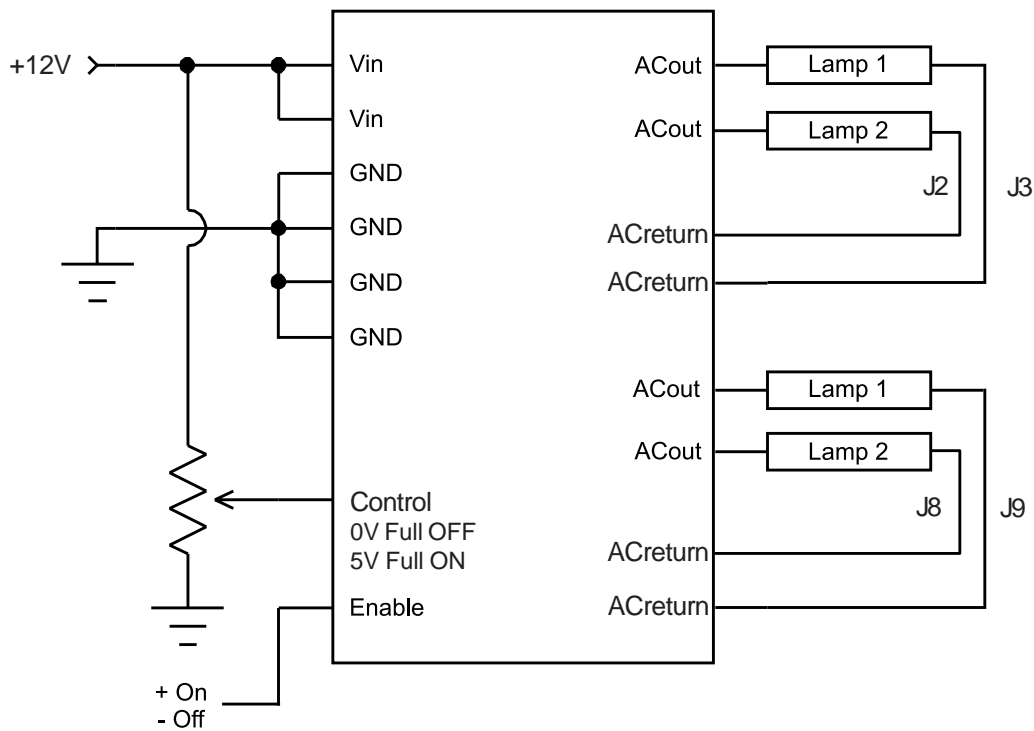 +12V
Vin
Vin
GND
GND
GND
GND
Control
0V Full OFF
5V Full ON
Enable
+ On
- Off
ACout
Lamp 1
ACout
Lamp 2
J2
J3
ACreturn
ACreturn
ACout
Lamp 1
ACout
Lamp 2
J8
J9
ACreturn
ACreturn